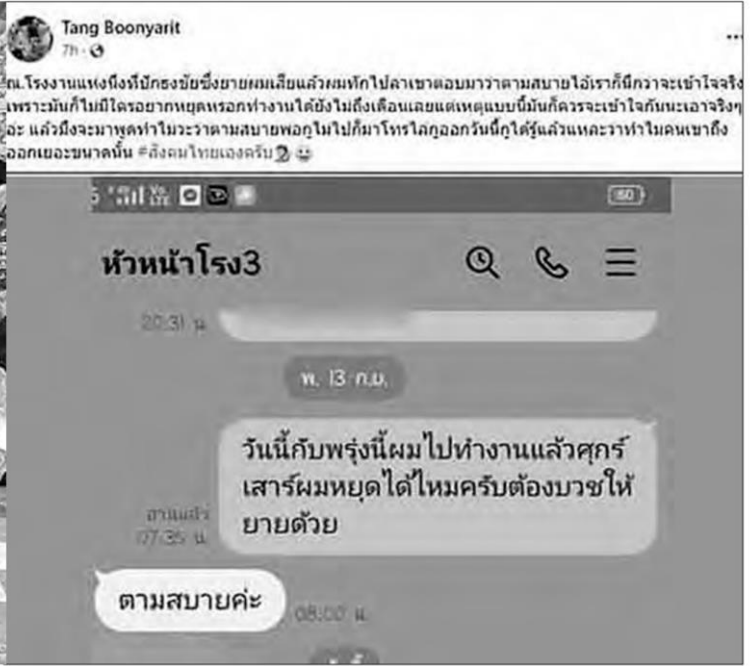 Tang Boonyarit
7h
ณ.โรงงานแห่งนึงที่ปักธงชัยซึ่งยายผมเสียแล้วผมทักไปลาเขาตอบมาว่าตามสบายไอ้เราก็นึกว่าจะเข้าใจจริง
เพราะมันก็ไม่มีใครอยากหยุดหรอกทำงานได้ยังไม่ถึงเดือนเลยแต่เหตุแบบนี้มันก็ควรจะเข้าใจกันนะเอาจริงๆ
อ่ะ แล้วมึงจะมาพูดทำไมวะว่าตามสบายพอกูไม่ไปก็มาโทรไล่กูออกวันนี้กูได้รู้แล้วแหละว่าทำไมคนเขาถึง
ออกเยอะขนาดนั้น #สังคมไทยเองครับ
60
หัวหน้าโรง3
20:31 น.
พ. 13 ก.ย.
วันนี้กับพรุ่งนี้ผมไปทำงานแล้วศุกร์
เสาร์ผมหยุดได้ไหมครับต้องบวชให้
ยายด้วย
อ่านแล้ว
07:35 น.
ตามสบายค่ะ
08:00 น.